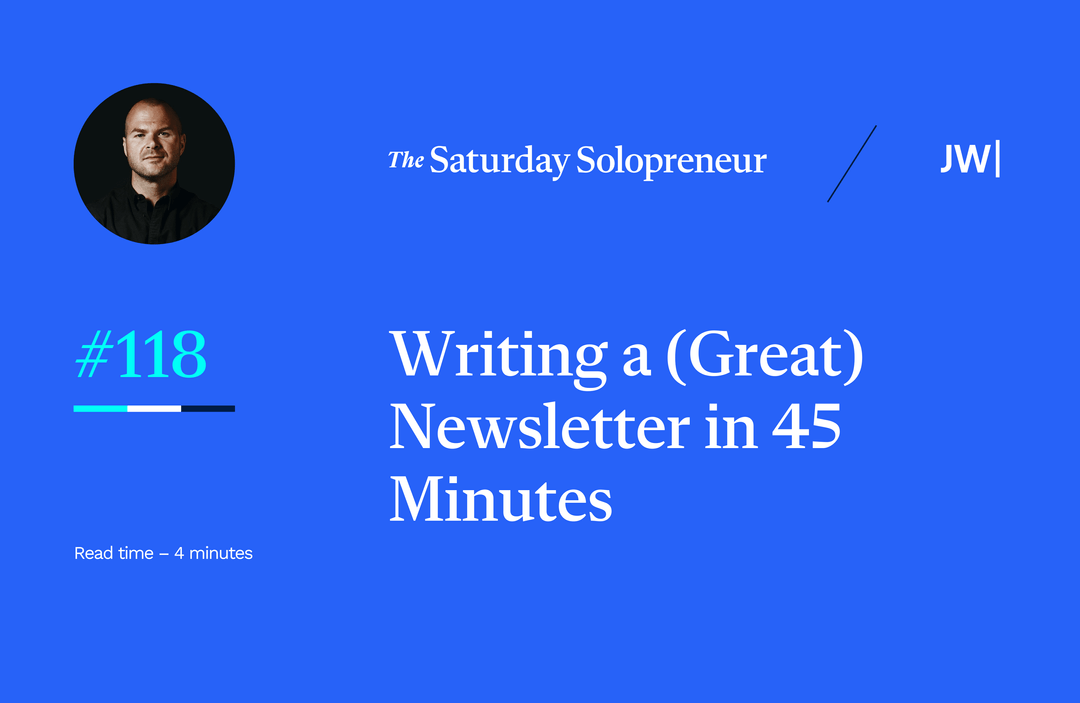 The Saturday Solopreneur
JW|
#118
Writing a (Great)
Newsletter in 45
Minutes
Read time – 4 minutes